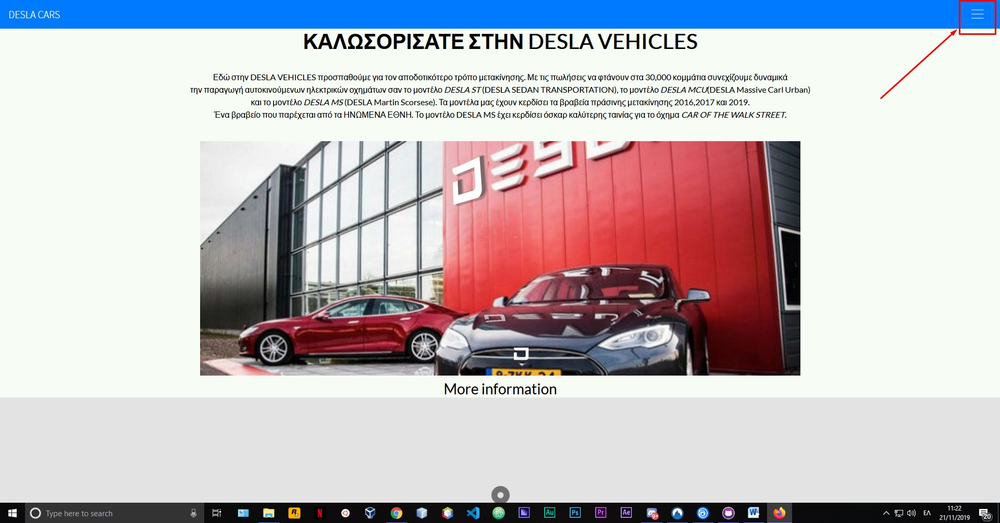 DESLA CARS
ΚΑΛΩΣΟΡΙΣΑΤΕ ΣΤΗΝ DESLA VEHICLES
Εδώ στην DESLA VEHICLES προσπαθούμε για τον αποδοτικότερο τρόπο μετακίνησης. Με τις πωλήσεις να φτάνουν στα 30,000 κομμάτια συνεχίζουμε δυναμικά
την παραγωγή αυτοκινούμενων ηλεκτρικών οχημάτων σαν το μοντέλο DESLA ST (DESLA SEDAN TRANSPORTATION), το μοντέλο DESLA MCU(DESLA Massive Carl Urban)
και το μοντέλο DESLA MS (DESLA Martin Scorsese). Τα μοντέλα μας έχουν κερδίσει τα βραβεία πράσινης μετακίνησης 2016,2017 και 2019.
Ένα βραβείο που παρέχεται από τα ΗΝΩΜΕΝΑ ΕΘΝΗ. Το μοντέλο DESLA MS έχει κερδίσει όσκαρ καλύτερης ταινίας για το όχημα CAR OF THE WALK STREET.
More information
Type here to search
R
N
Au
Ps
Pr
Ae
9+
W
ΕΛ
11:22
21/11/2019
20